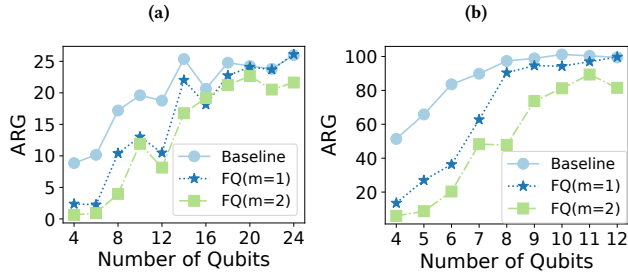 (a)
25
20
15
10
5
0
ARG
Baseline
FQ(m=1)
FQ(m=2)
4 8 12 16 20 24
Number of Qubits
(b)
100
80
60
40
20
ARG
Baseline
FQ(m=1)
FQ(m=2)
4 5 6 7 8 9 10 11 12
Number of Qubits